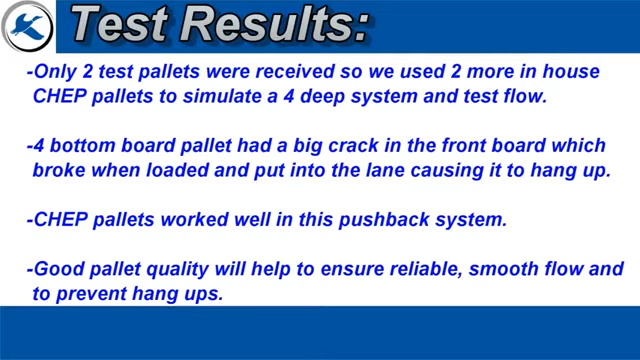 Test Results:
-Only 2 test pallets were received so we used 2 more in house
CHEP pallets to simulate a 4 deep system and test flow.
-4 bottom board pallet had a big crack in the front board which
broke when loaded and put into the lane causing it to hang up.
-CHEP pallets worked well in this pushback system.
-Good pallet quality will help to ensure reliable, smooth flow and
to prevent hang ups.